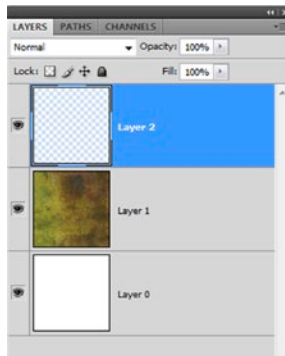 LAYERS PATHS CHANNELS
Normal Opacity: 100%
Lock: Fill: 100%
Layer 2
Layer 1
Layer 0